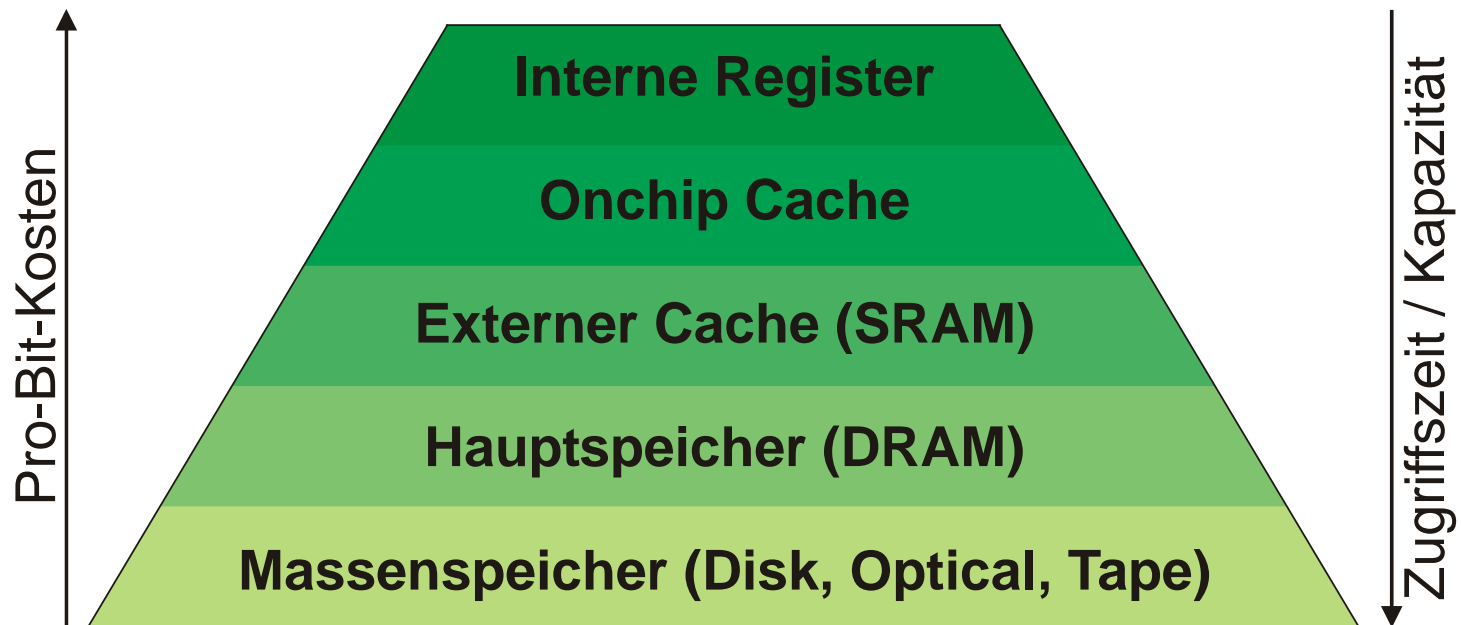 Pro-Bit-Kosten
Interne Register
Onchip Cache
Externer Cache (SRAM)
Hauptspeicher (DRAM)
Massenspeicher (Disk, Optical, Tape)
Zugriffszeit / Kapazität